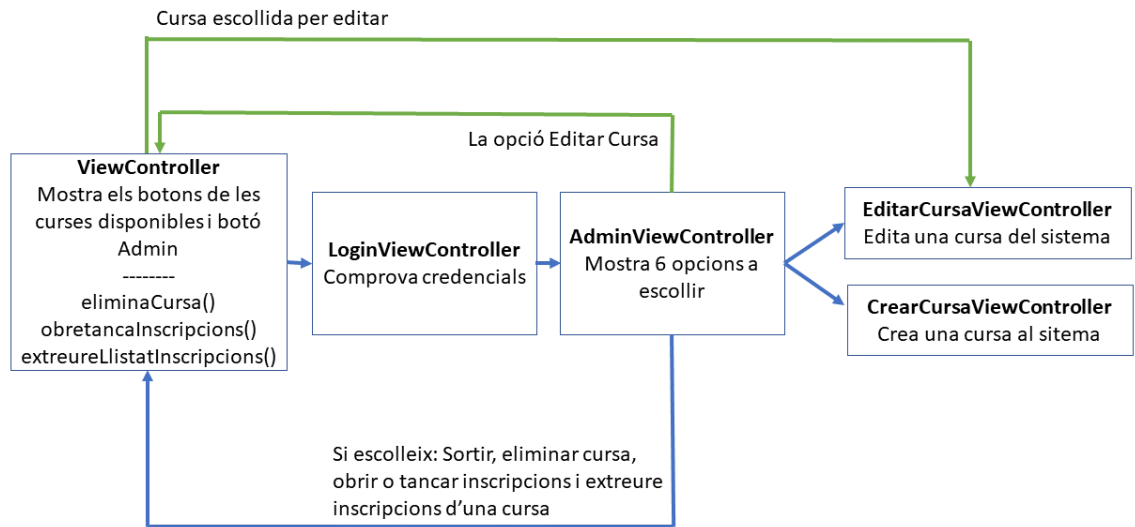 Cursa escollida per editar
La opció Editar Cursa
ViewController
Mostra els botons de les
curses disponibles i botó
Admin
--------
eliminaCursa()
obretancaInscripcions()
extreureLlistatInscripcions()
LoginViewController
Comprova credencials
AdminViewController
Mostra 6 opcions a
escollir
EditarCursaViewController
Edita una cursa del sistema
CrearCursaViewController
Crea una cursa al sitema
Si escolleix: Sortir, eliminar cursa,
obrir o tancar inscripcions i extreure
inscripcions d’una cursa